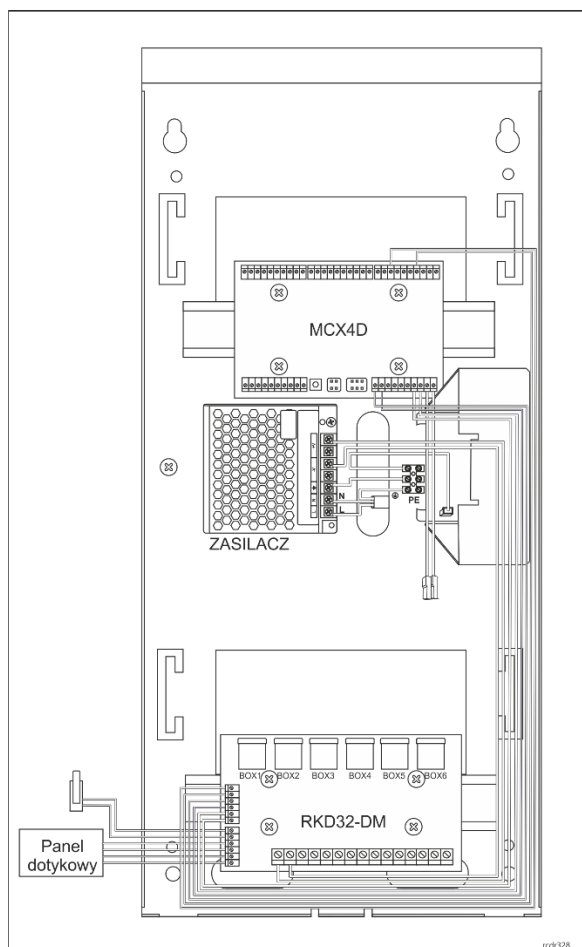 MCX4D
N
L
PE
ZASILACZ
BOX1 BOX2 BOX3 BOX4 BOX5 BOX6
RKD32-DM
Panel
dotykowy
rcdr328